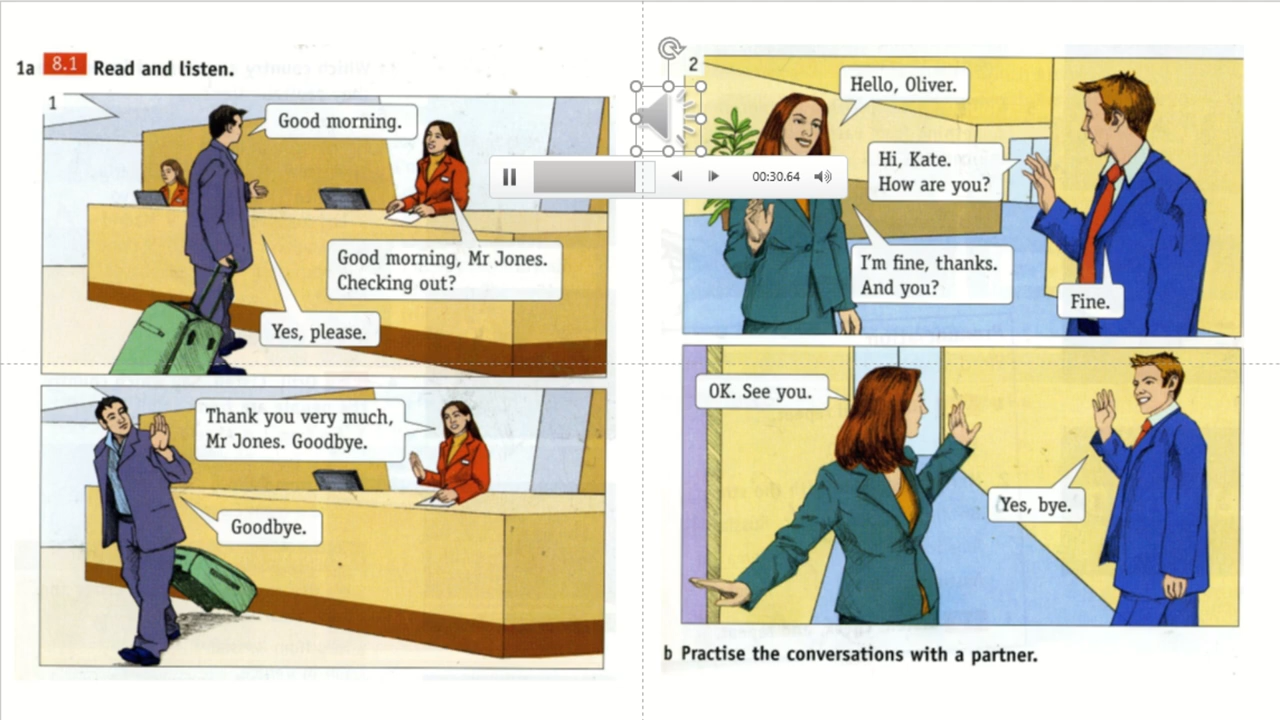 1a 8.1 Read and listen.
1
Good morning.
Good morning, Mr Jones.
Checking out?
Yes, please.
Thank you very much,
Mr Jones. Goodbye.
Goodbye.
2
Hello, Oliver.
Hi, Kate.
How are you?
I'm fine, thanks.
And you?
Fine.
OK. See you.
Yes, bye.
b Practise the conversations with a partner.
00:30.64